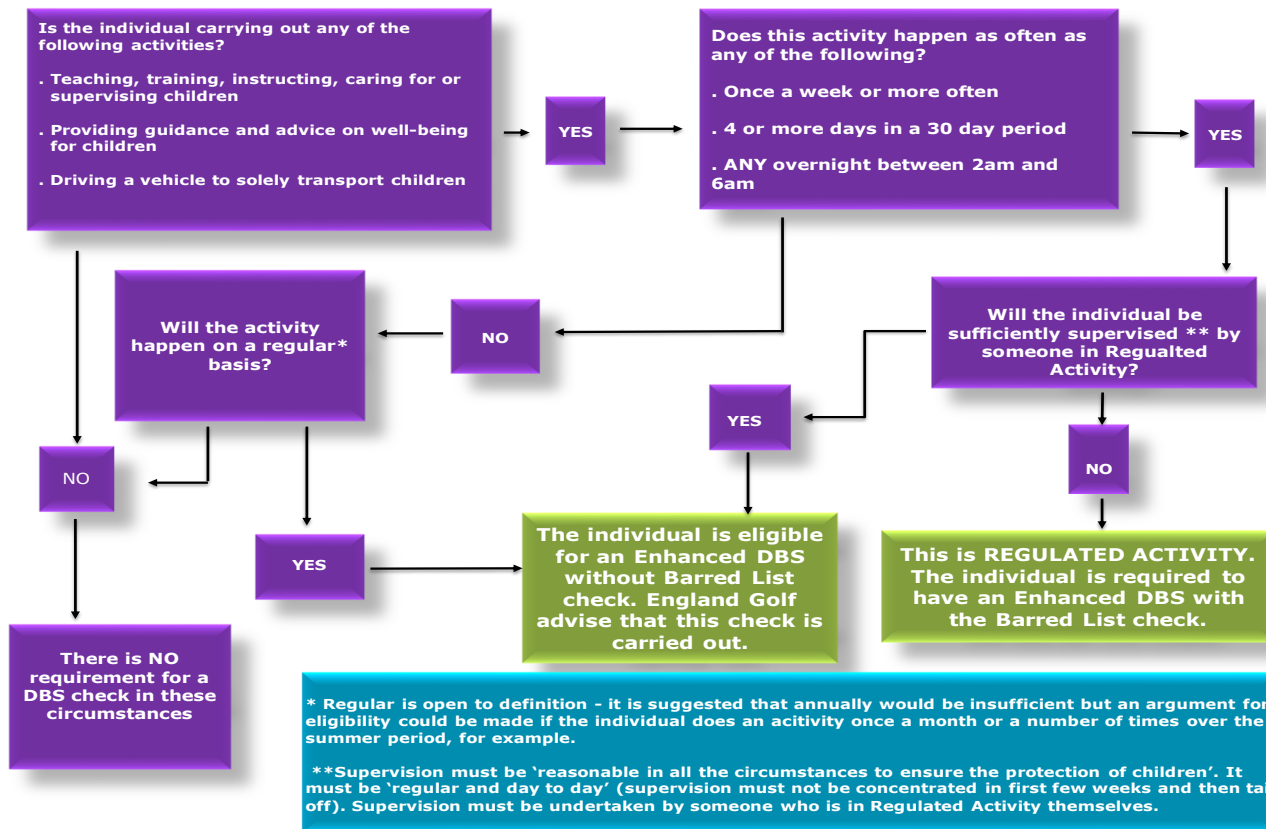 Is the individual carrying out any of the
following activities?
. Teaching, training, instructing, caring for or
supervising children
. Providing guidance and advice on well-being
for children
. Driving a vehicle to solely transport children
YES
Does this activity happen as often as
any of the following?
. Once a week or more often
. 4 or more days in a 30 day period
. ANY overnight between 2am and
6am
YES
Will the activity
happen on a regular*
basis?
NO
Will the individual be
sufficiently supervised ** by
someone in Regualted
Activity?
YES
NO
NO
YES
The individual is eligible
for an Enhanced DBS
without Barred List
check. England Golf
advise that this check is
carried out.
This is REGULATED ACTIVITY.
The individual is required to
have an Enhanced DBS with
the Barred List check.
There is NO
requirement for a
DBS check in these
circumstances
* Regular is open to definition - it is suggested that annually would be insufficient but an argument for
eligibility could be made if the individual does an acitivity once a month or a number of times over the
summer period, for example.
**Supervision must be ‘reasonable in all the circumstances to ensure the protection of children’. It
must be ‘regular and day to day’ (supervision must not be concentrated in first few weeks and then tail
off). Supervision must be undertaken by someone who is in Regulated Activity themselves.